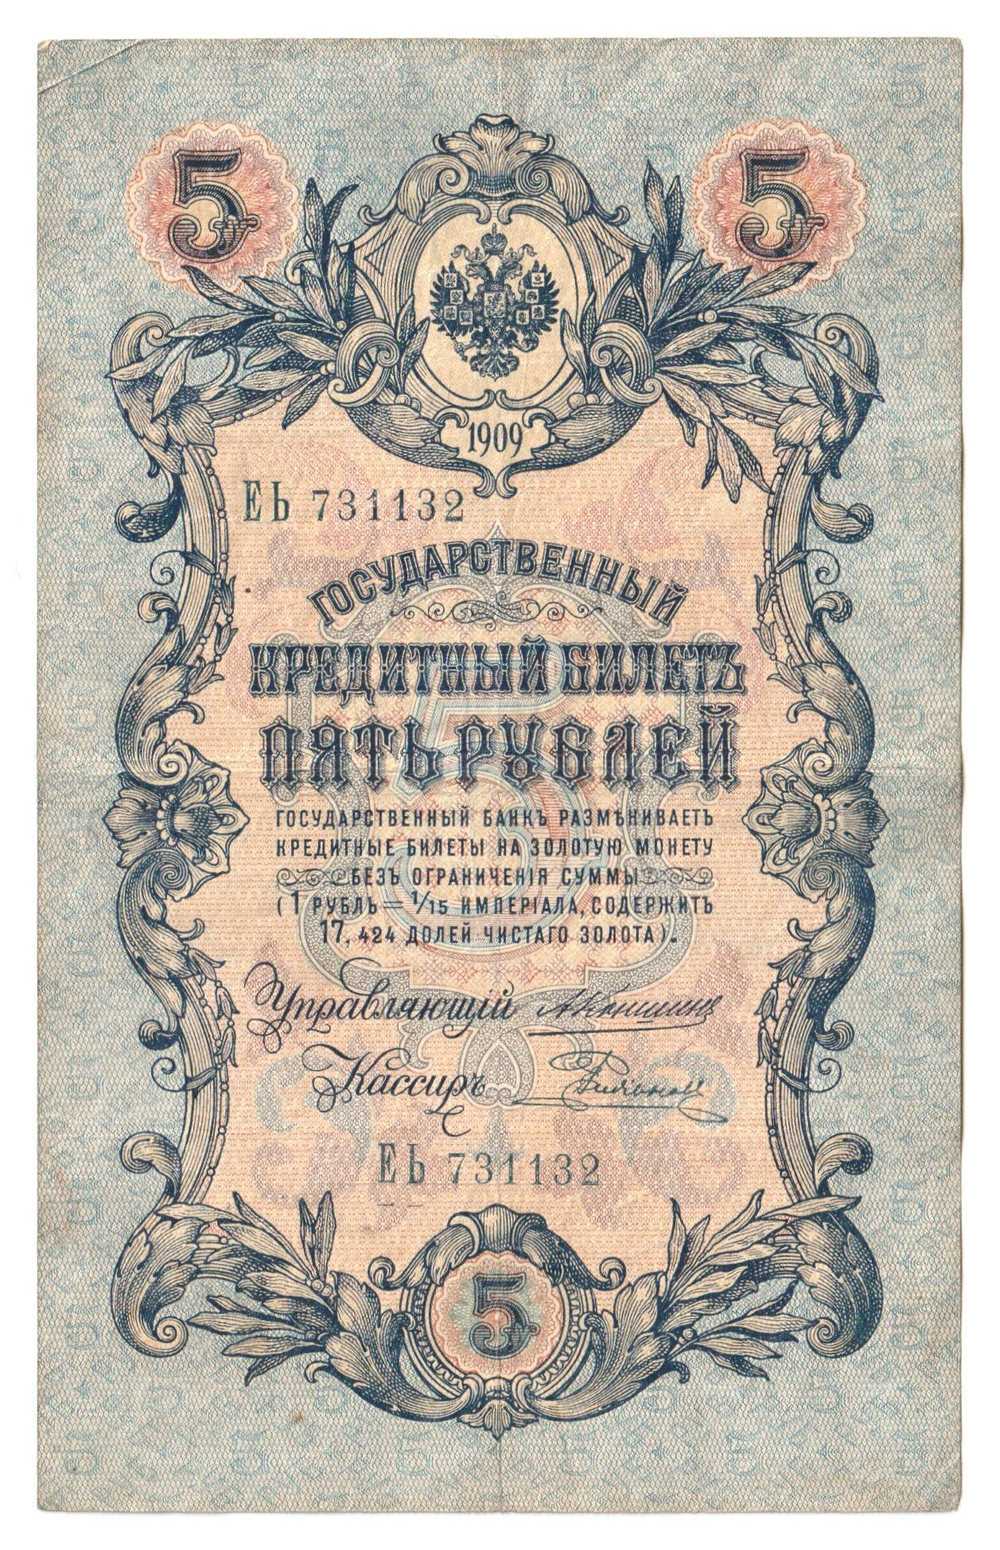 5 5
1909
ЕЬ 731132
ГОСУДАРСТВЕННЫЙ
КРЕДИТНЫЙ БИЛЕТЪ
ПЯТЬ РУБЛЕЙ
ГОСУДАРСТВЕННЫЙ БАНКЪ РАЗМѢНИВАЕТЪ
КРЕДИТНЫЕ БИЛЕТЫ НА ЗОЛОТУЮ МОНЕТУ
БЕЗЪ ОГРАНИЧЕНІЯ СУММЫ
(1 РУБЛЬ = 1/15 ИМПЕРІАЛА, СОДЕРЖИТЪ
17,424 ДОЛЕЙ ЧИСТАГО ЗОЛОТА).
Управляющій
Кассиръ
ЕЬ 731132
5